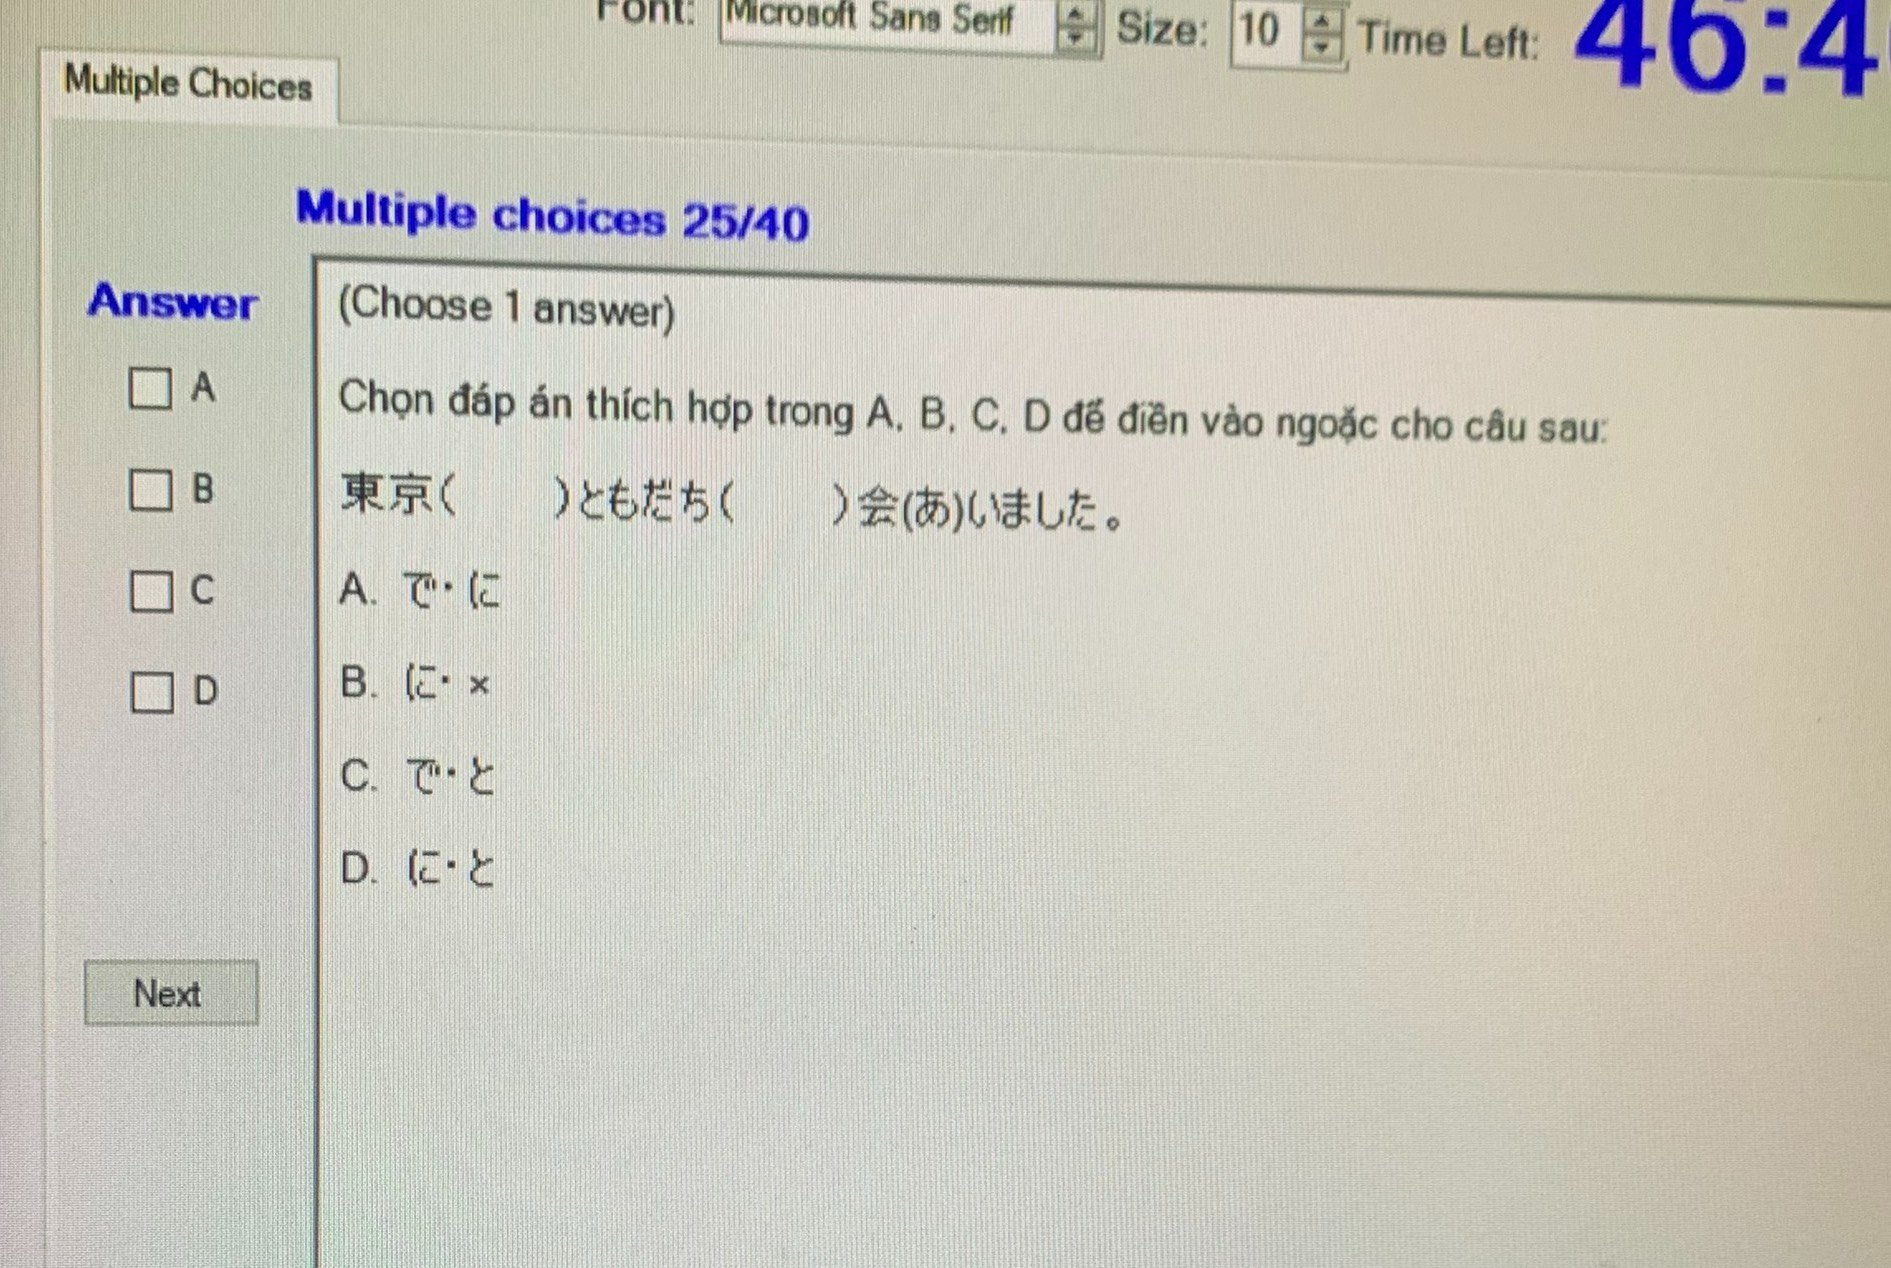 Font: Microsoft Sans Serif Size: 10 Time Left: 46:4
Multiple Choices
Multiple choices 25/40
Answer
A
B
C
D
Next
(Choose 1 answer)
Chọn đáp án thích hợp trong A, B, C, D để điền vào ngoặc cho câu sau:
東京( )ともだち( )会(あ)いました。
A. で・に
B. に・×
C. で・と
D. に・と